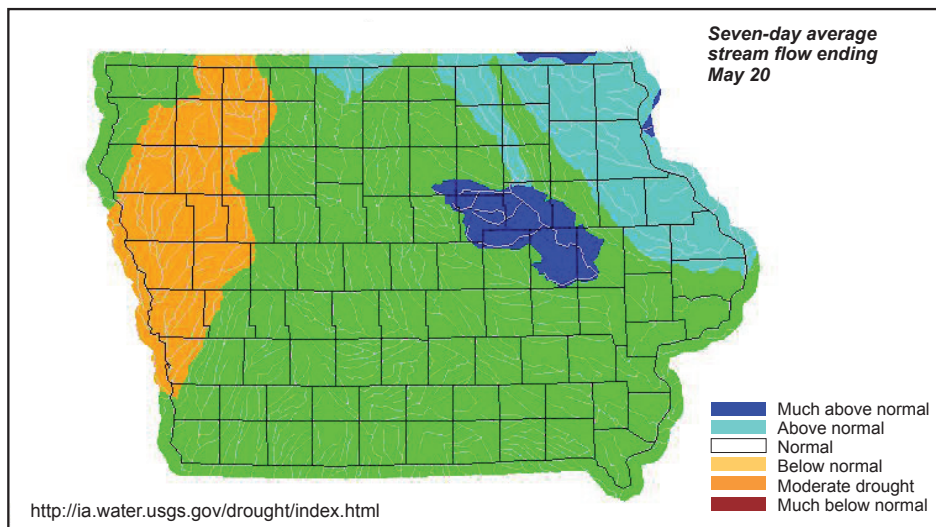 Seven-day average
stream flow ending
May 20
Much above normal
Above normal
Normal
Below normal
Moderate drought
Much below normal
http://ia.water.usgs.gov/drought/index.html